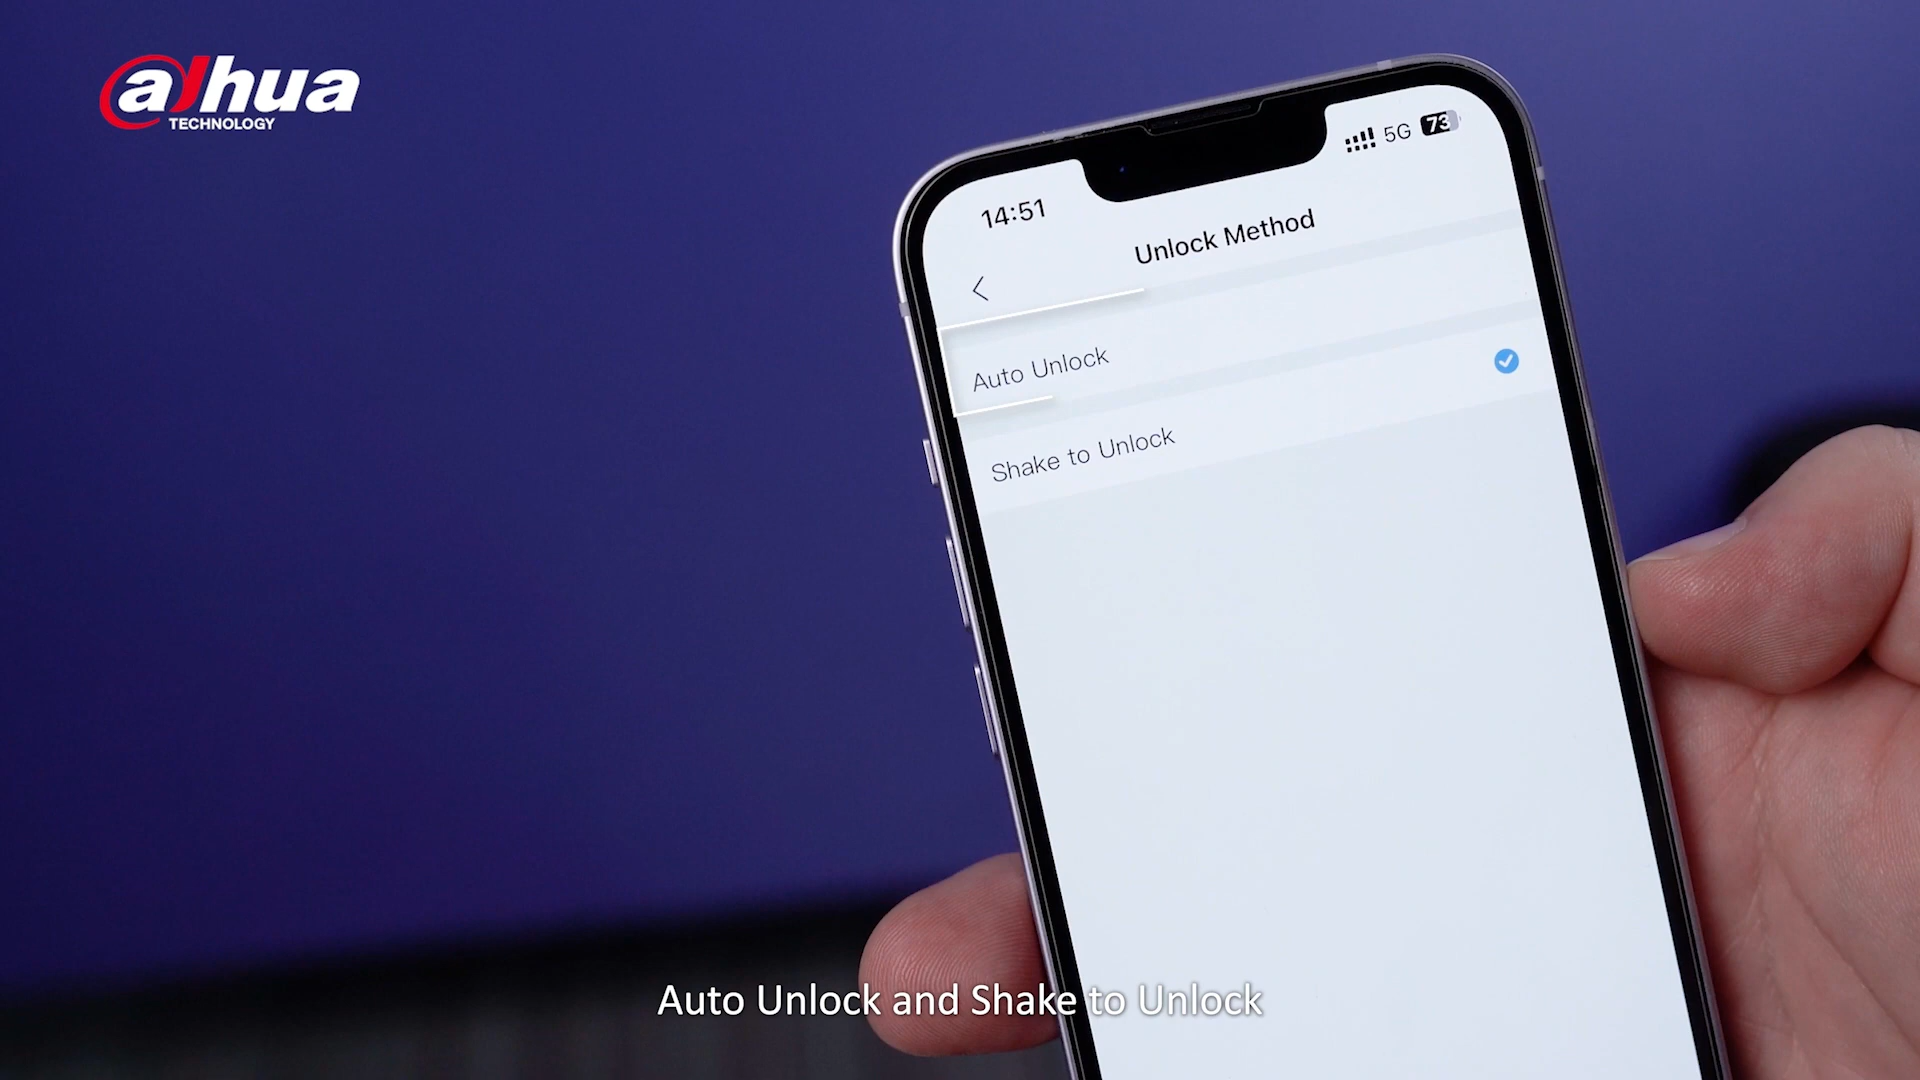 alhua
TECHNOLOGY
14:51
5G
73
Unlock Method
Auto Unlock
Shake to Unlock
Auto Unlock and Shake to Unlock